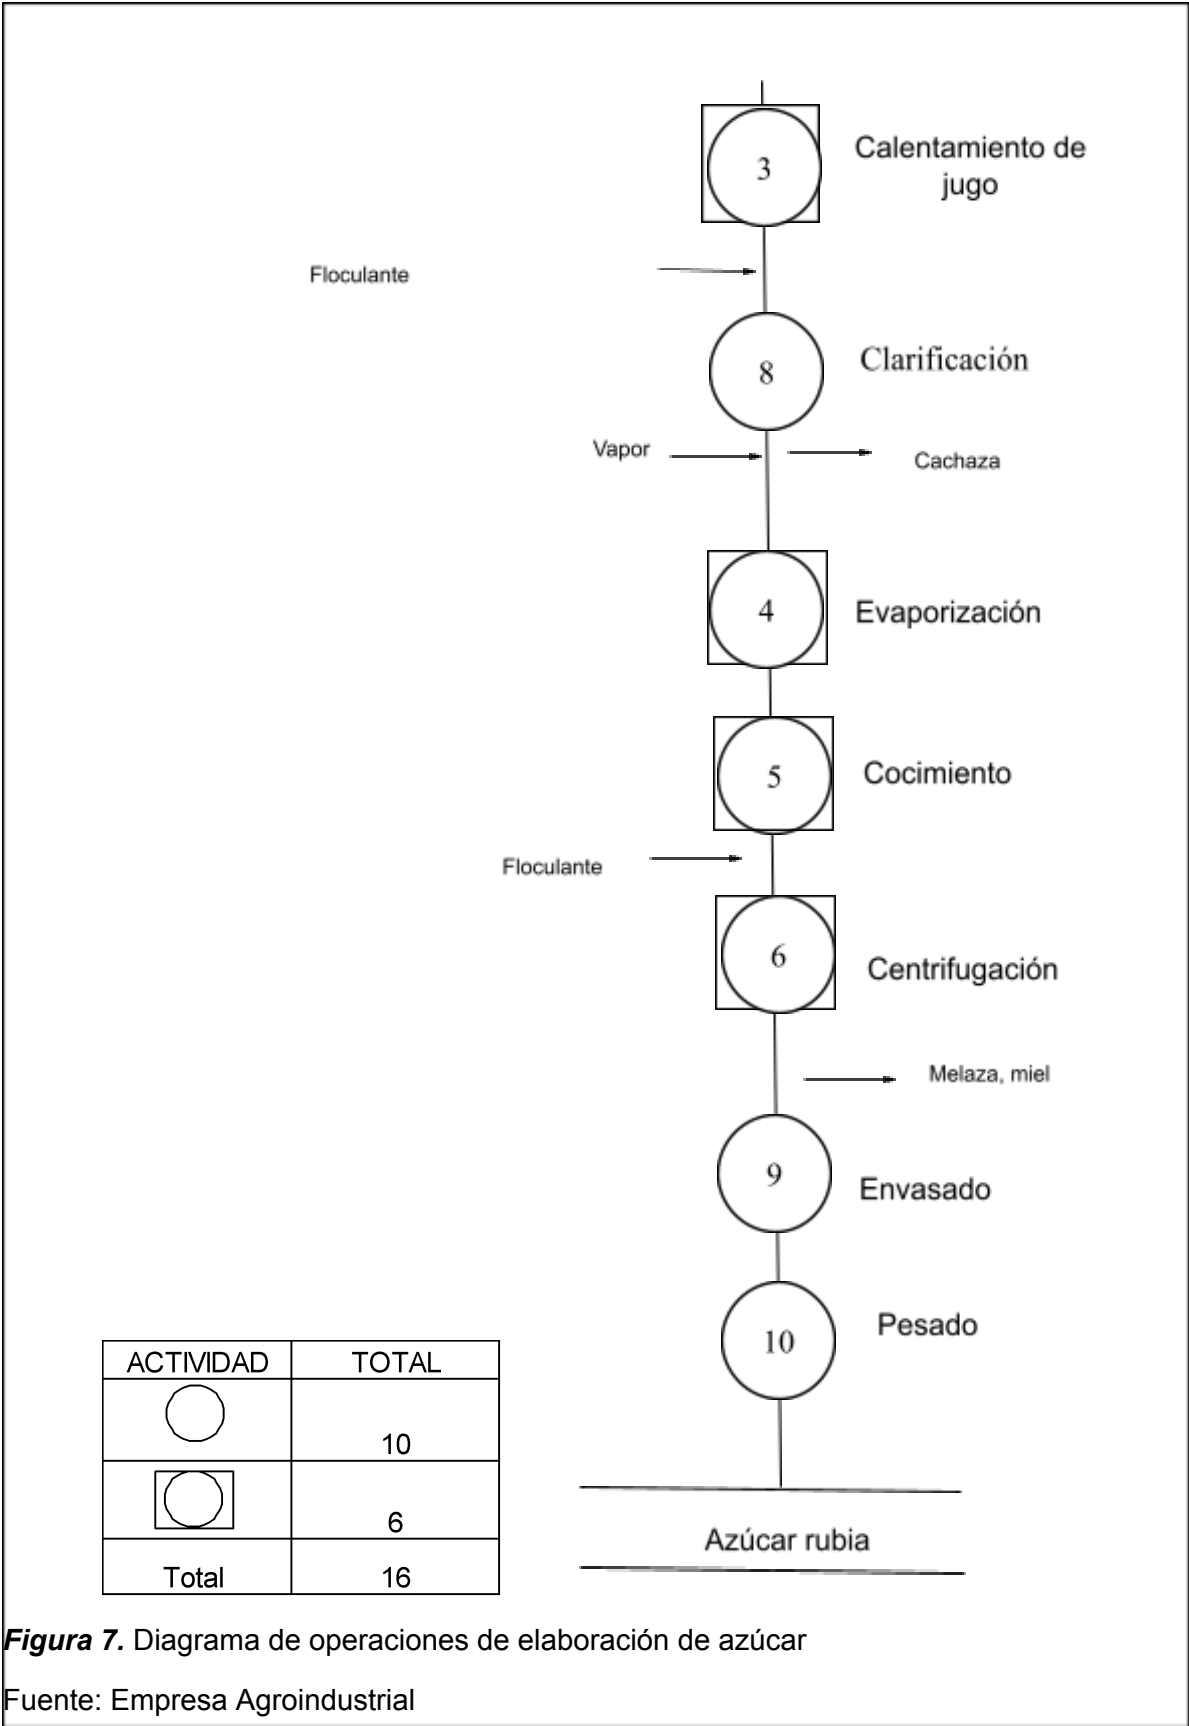 3
Calentamiento de
jugo
Floculante
8
Clarificación
Vapor
Cachaza
4
Evaporización
5
Cocimiento
Floculante
6
Centrifugación
Melaza, miel
9
Envasado
10
Pesado
ACTIVIDAD TOTAL
10
6
Total 16
Azúcar rubia
Figura 7. Diagrama de operaciones de elaboración de azúcar
Fuente: Empresa Agroindustrial